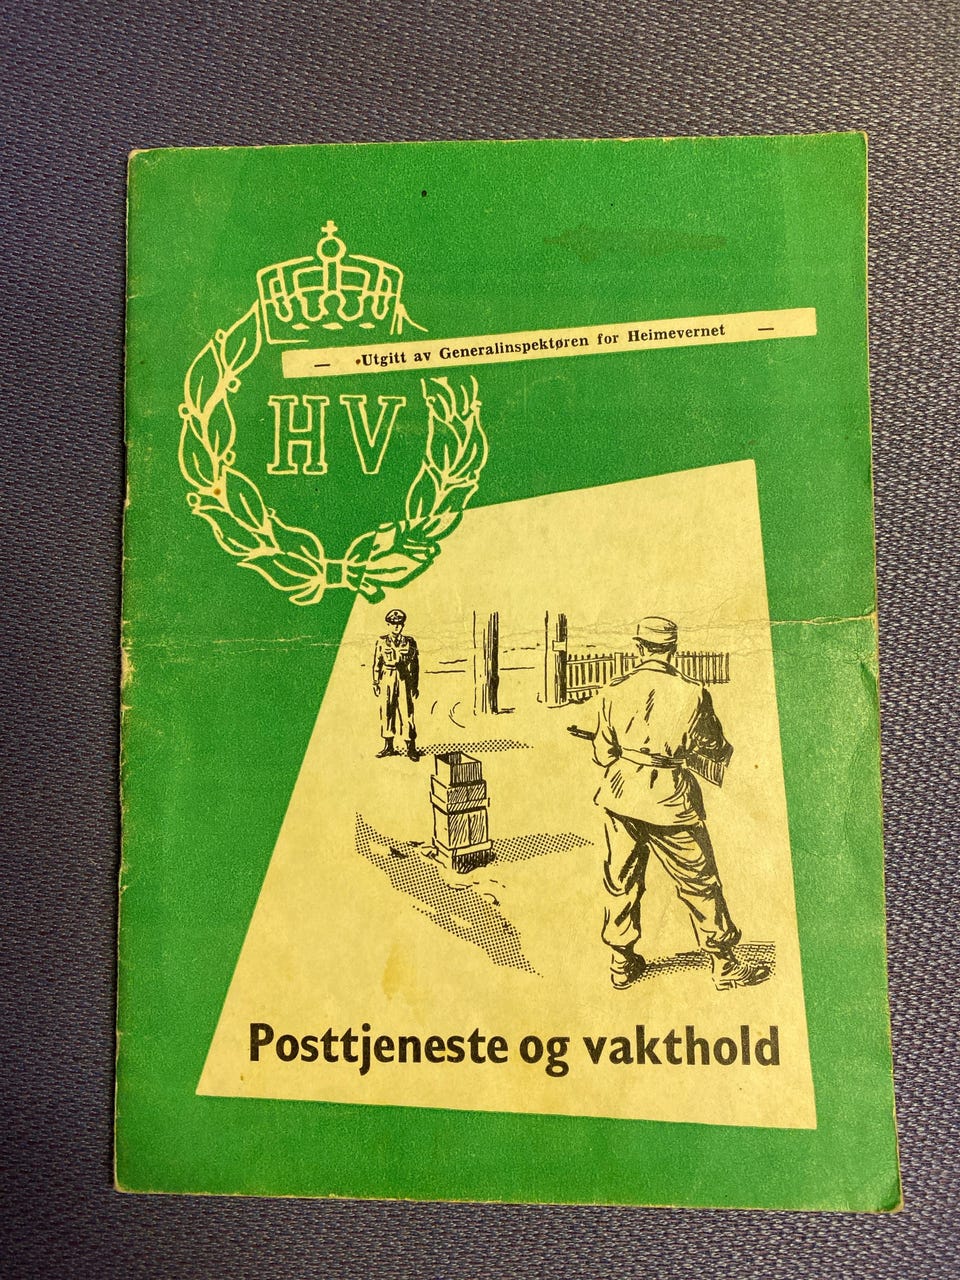 — Utgitt av Generalinspektøren for Heimevernet —
HV
Posttjeneste og vakthold